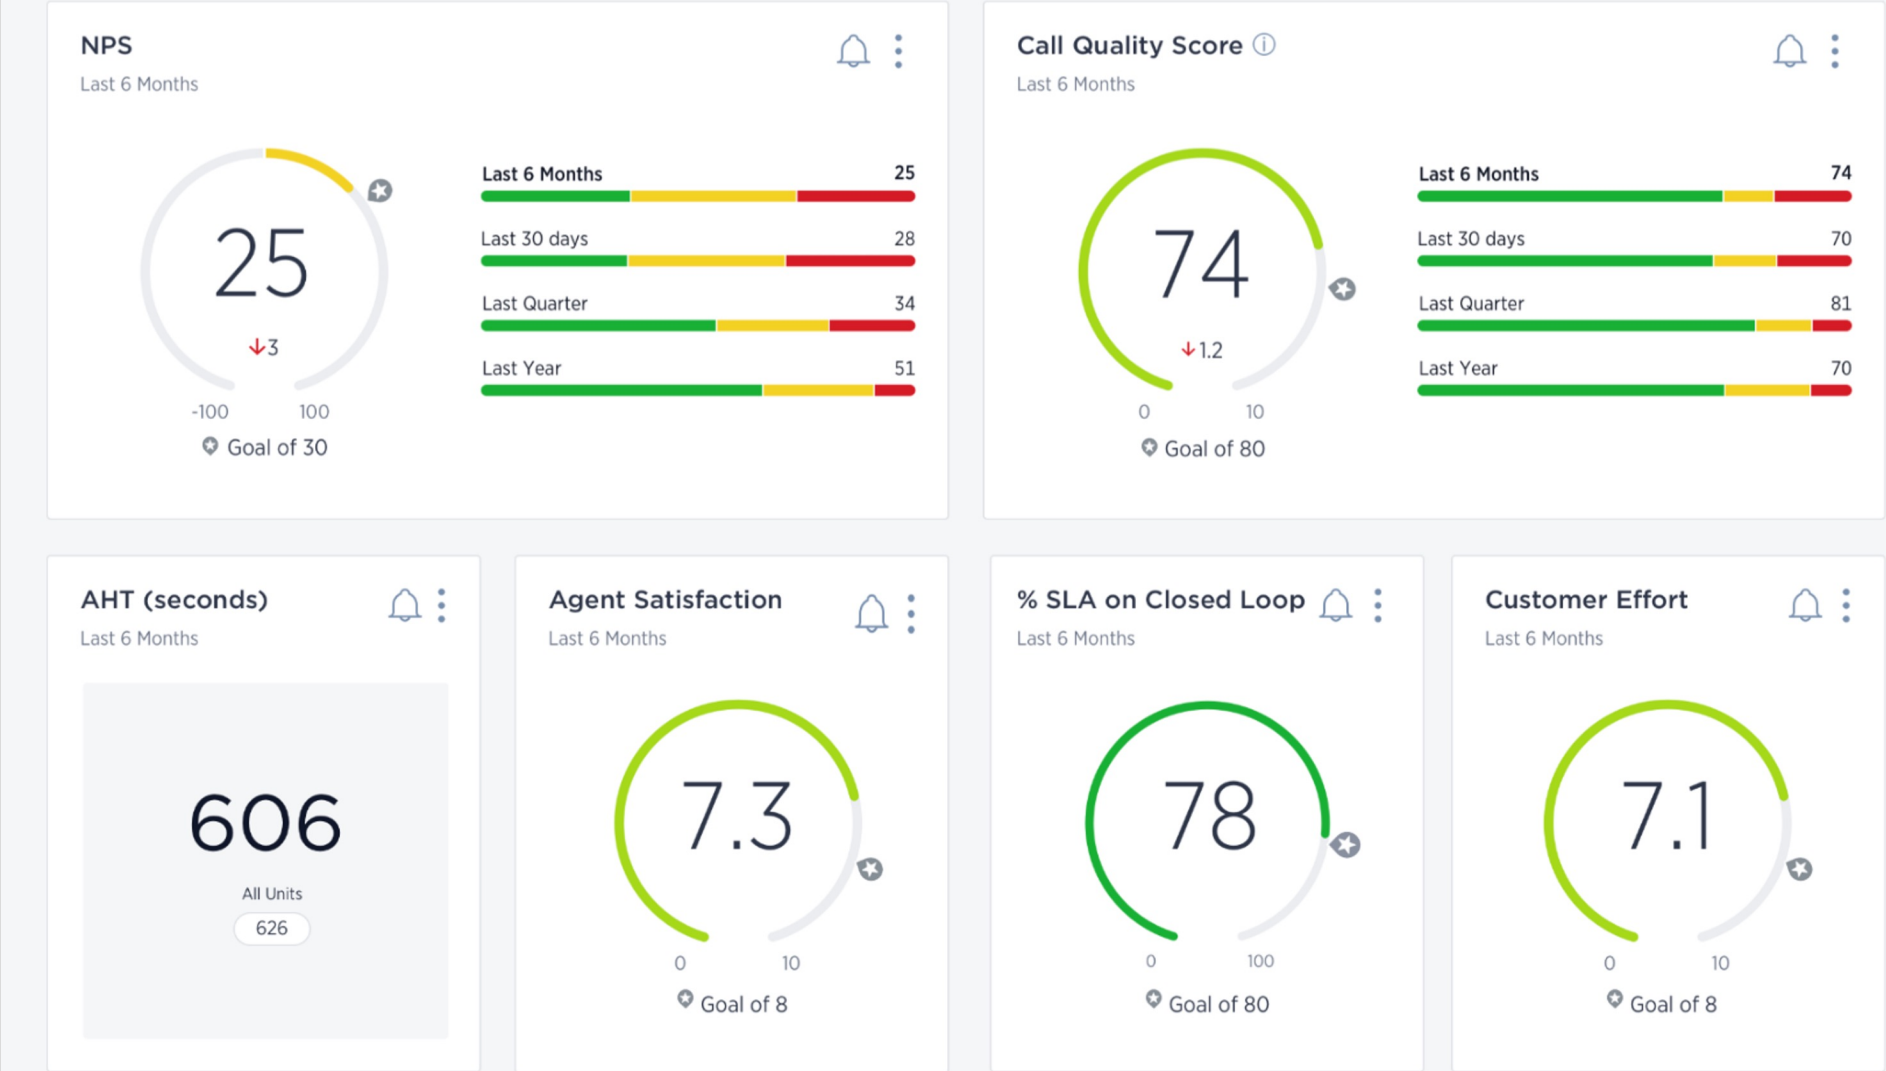 NPS
Last 6 Months
25
↓3
-100 100
Goal of 30
Last 6 Months 25
Last 30 days 28
Last Quarter 34
Last Year 51
Call Quality Score ⓘ
Last 6 Months
74
↓1.2
0 10
Goal of 80
Last 6 Months 74
Last 30 days 70
Last Quarter 81
Last Year 70
AHT (seconds)
Last 6 Months
606
All Units
626
Agent Satisfaction
Last 6 Months
7.3
0 10
Goal of 8
% SLA on Closed Loop
Last 6 Months
78
0 100
Goal of 80
Customer Effort
Last 6 Months
7.1
0 10
Goal of 8